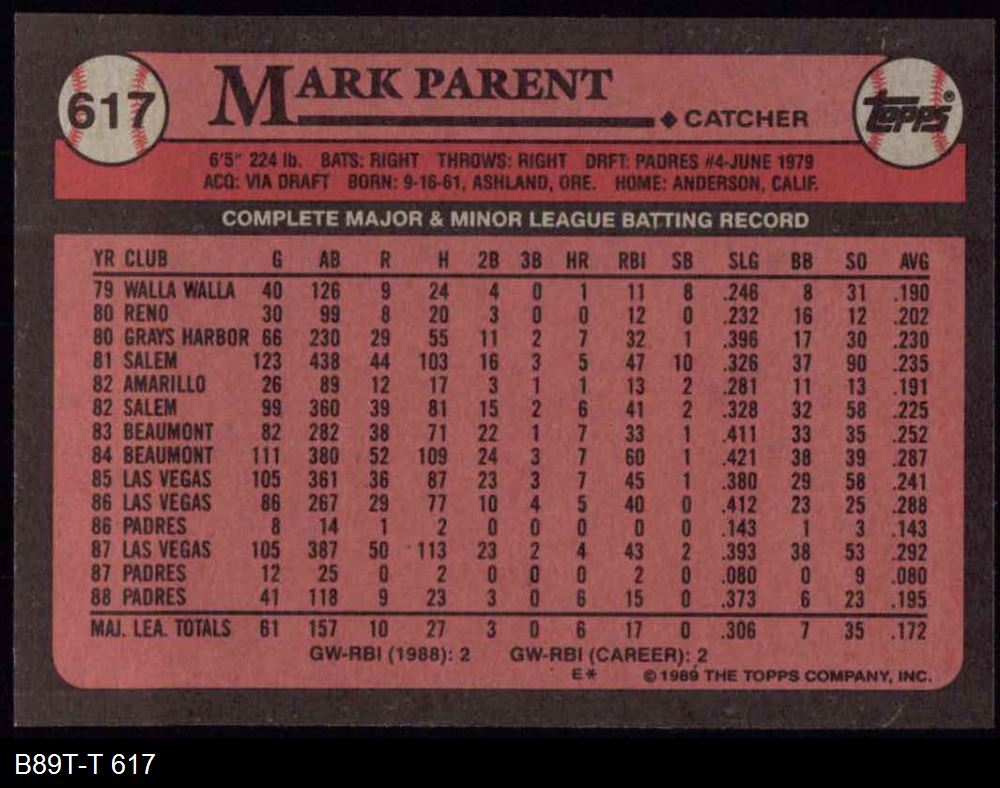 617
MARK PARENT
Topps®
◆ CATCHER
6'5" 224 lb. BATS: RIGHT THROWS: RIGHT DRFT: PADRES #4-JUNE 1979
ACQ: VIA DRAFT BORN: 9-16-61, ASHLAND, ORE. HOME: ANDERSON, CALIF.
COMPLETE MAJOR & MINOR LEAGUE BATTING RECORD
YR CLUB G AB R H 2B 3B HR RBI SB SLG BB SO AVG
79 WALLA WALLA 40 126 9 24 4 0 1 11 8 .246 8 31 .190
80 RENO 30 99 8 20 3 0 0 12 0 .232 16 12 .202
80 GRAYS HARBOR 66 230 29 55 11 2 7 32 1 .396 17 30 .230
81 SALEM 123 438 44 103 16 3 5 47 10 .326 37 90 .235
82 AMARILLO 26 89 12 17 3 1 1 13 2 .281 11 13 .191
82 SALEM 99 360 39 81 15 2 6 41 2 .328 32 58 .225
83 BEAUMONT 82 282 38 71 22 1 7 33 1 .411 33 35 .252
84 BEAUMONT 111 380 52 109 24 3 7 60 1 .421 38 39 .287
85 LAS VEGAS 105 361 36 87 23 3 7 45 1 .380 29 58 .241
86 LAS VEGAS 86 267 29 77 10 4 5 40 0 .412 23 25 .288
86 PADRES 8 14 1 2 0 0 0 0 0 .143 1 3 .143
87 LAS VEGAS 105 387 50 113 23 2 4 43 2 .393 38 53 .292
87 PADRES 12 25 0 2 0 0 0 2 0 .080 0 9 .080
88 PADRES 41 118 9 23 3 0 6 15 0 .373 6 23 .195
MAJ. LEA. TOTALS 61 157 10 27 3 0 6 17 0 .306 7 35 .172
GW-RBI (1988): 2 GW-RBI (CAREER): 2
E* © 1989 THE TOPPS COMPANY, INC.
B89T-T 617